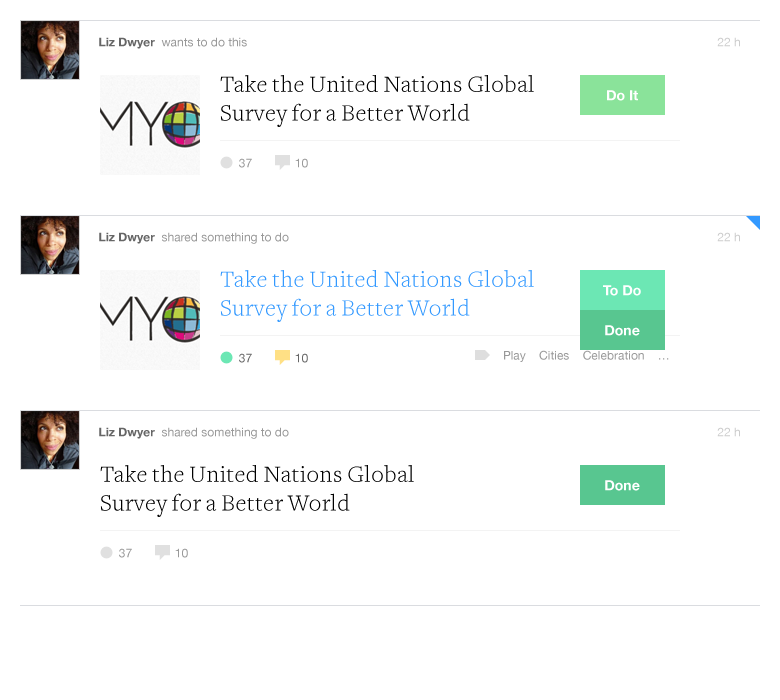 Liz Dwyer wants to do this 22 h
MYO
Take the United Nations Global
Survey for a Better World
Do It
37 10
Liz Dwyer shared something to do 22 h
MYO
Take the United Nations Global
Survey for a Better World
To Do
Done
37 10 Play Cities Celebration ...
Liz Dwyer shared something to do 22 h
Take the United Nations Global
Survey for a Better World
Done
37 10